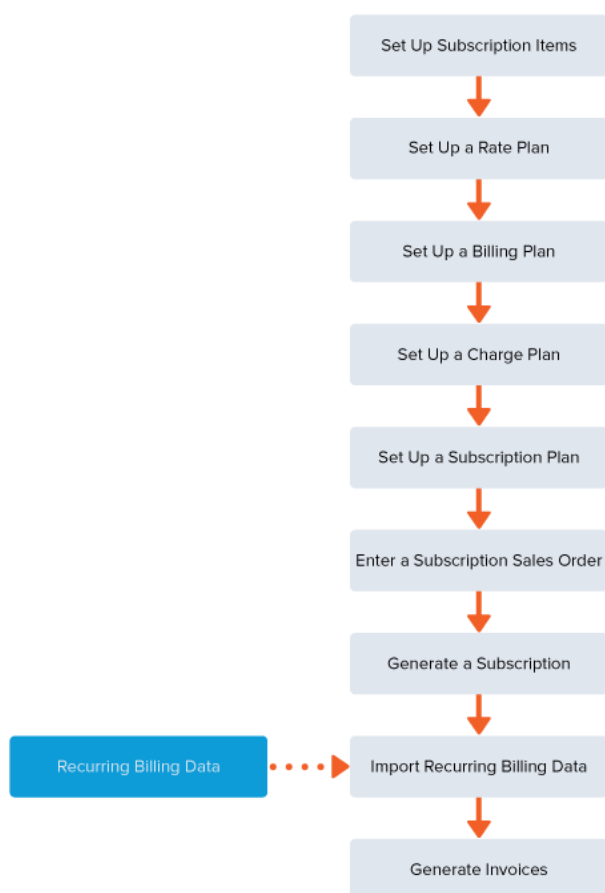 Set Up Subscription Items
Set Up a Rate Plan
Set Up a Billing Plan
Set Up a Charge Plan
Set Up a Subscription Plan
Enter a Subscription Sales Order
Generate a Subscription
Recurring Billing Data
Import Recurring Billing Data
Generate Invoices